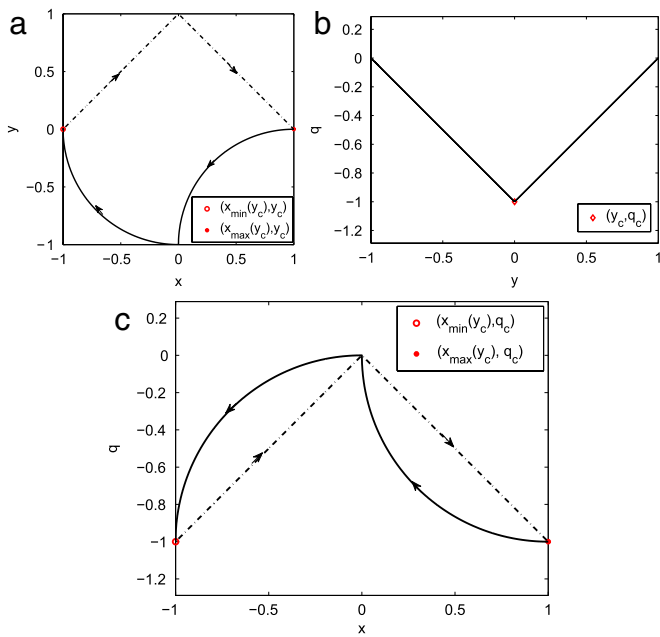 a
1
0.5
0
−0.5
−1
y
−1
−0.5
0
0.5
1
x
(x_min(y_c),y_c)
(x_max(y_c),y_c)
b
0.2
0
−0.2
−0.4
−0.6
−0.8
−1
−1.2
q
−1
−0.5
0
0.5
1
y
(y_c,q_c)
c
0.2
0
−0.2
−0.4
−0.6
−0.8
−1
−1.2
q
−1
−0.5
0
0.5
1
x
(x_min(y_c),q_c)
(x_max(y_c), q_c)